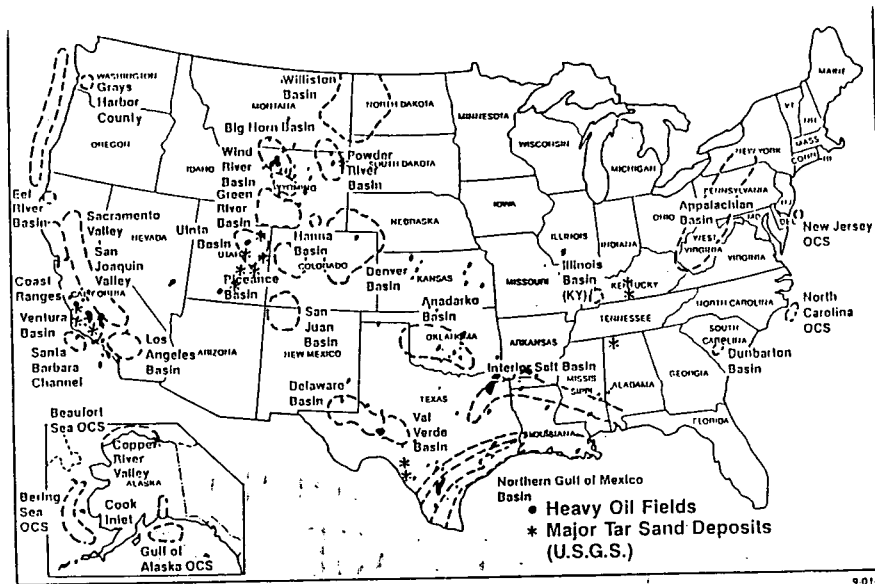 WASHINGTON
Grays
Harbor
County
OREGON
IDAHO
MONTANA
Williston
Basin
NORTH DAKOTA
MINNESOTA
WISCONSIN
MICHIGAN
MAINE
VT
NH
MASS
CONN
RI
NEW YORK
PENNSYLVANIA
NJ
DEL
MD
Big Horn Basin
Wind
River
Basin
WYOMING
Powder
River
Basin
SOUTH DAKOTA
Green
River
Basin
NEBRASKA
IOWA
ILLINOIS
INDIANA
OHIO
Appalachian
Basin
WEST
VIRGINIA
VIRGINIA
New Jersey
OCS
Eel
River
Basin
Sacramento
Valley
NEVADA
San
Joaquin
Valley
Uinta
Basin
UTAH
Hanna
Basin
COLORADO
Denver
Basin
KANSAS
MISSOURI
Illinois
Basin
(KY)
KENTUCKY
Coast
Ranges
CALIFORNIA
Piceance
Basin
Ventura
Basin
Santa
Barbara
Channel
Los
Angeles
Basin
ARIZONA
San
Juan
Basin
NEW MEXICO
Anadarko
Basin
OKLAHOMA
ARKANSAS
TENNESSEE
NORTH CAROLINA
North
Carolina
OCS
SOUTH
CAROLINA
Dunbarton
Basin
Delaware
Basin
TEXAS
Interior Salt Basin
MISSIS
SIPPI
ALABAMA
GEORGIA
Val
Verde
Basin
LOUISIANA
FLORIDA
Beaufort
Sea OCS
Copper
River
Valley
ALASKA
Bering
Sea
OCS
Cook
Inlet
Gulf of
Alaska OCS
Northern Gulf of Mexico
Basin
• Heavy Oil Fields
* Major Tar Sand Deposits
(U.S.G.S.)